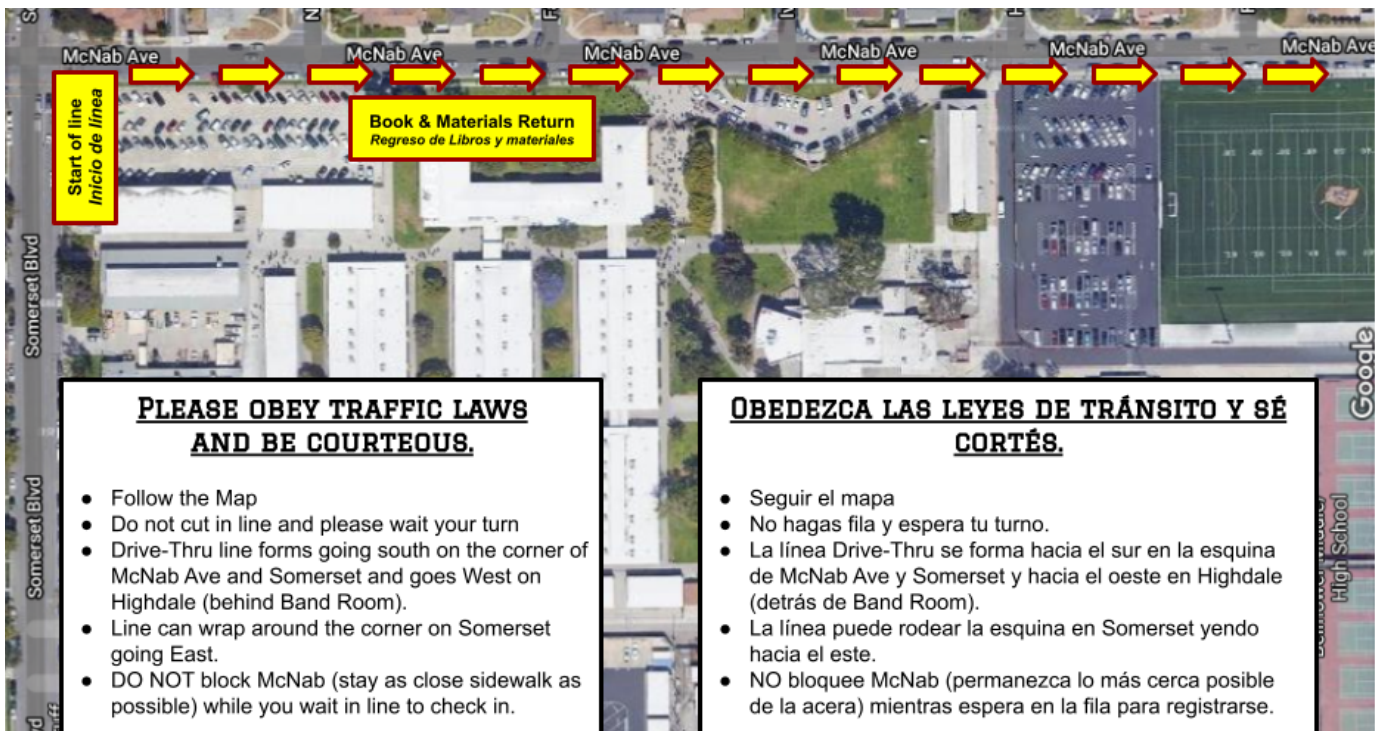 McNab Ave
McNab Ave
McNab Ave
McNab Ave
McNab Ave
McNab Ave
Start of line
Inicio de línea
Book & Materials Return
Regreso de Libros y materiales
Somerset Blvd
Somerset Blvd
Google
High School
PLEASE OBEY TRAFFIC LAWS
AND BE COURTEOUS.
● Follow the Map
● Do not cut in line and please wait your turn
● Drive-Thru line forms going south on the corner of
McNab Ave and Somerset and goes West on
Highdale (behind Band Room).
● Line can wrap around the corner on Somerset
going East.
● DO NOT block McNab (stay as close sidewalk as
possible) while you wait in line to check in.
OBEDEZCA LAS LEYES DE TRÁNSITO Y SÉ
CORTÉS.
● Seguir el mapa
● No hagas fila y espera tu turno.
● La línea Drive-Thru se forma hacia el sur en la esquina
de McNab Ave y Somerset y hacia el oeste en Highdale
(detrás de Band Room).
● La línea puede rodear la esquina en Somerset yendo
hacia el este.
● NO bloquee McNab (permanezca lo más cerca posible
de la acera) mientras espera en la fila para registrarse.